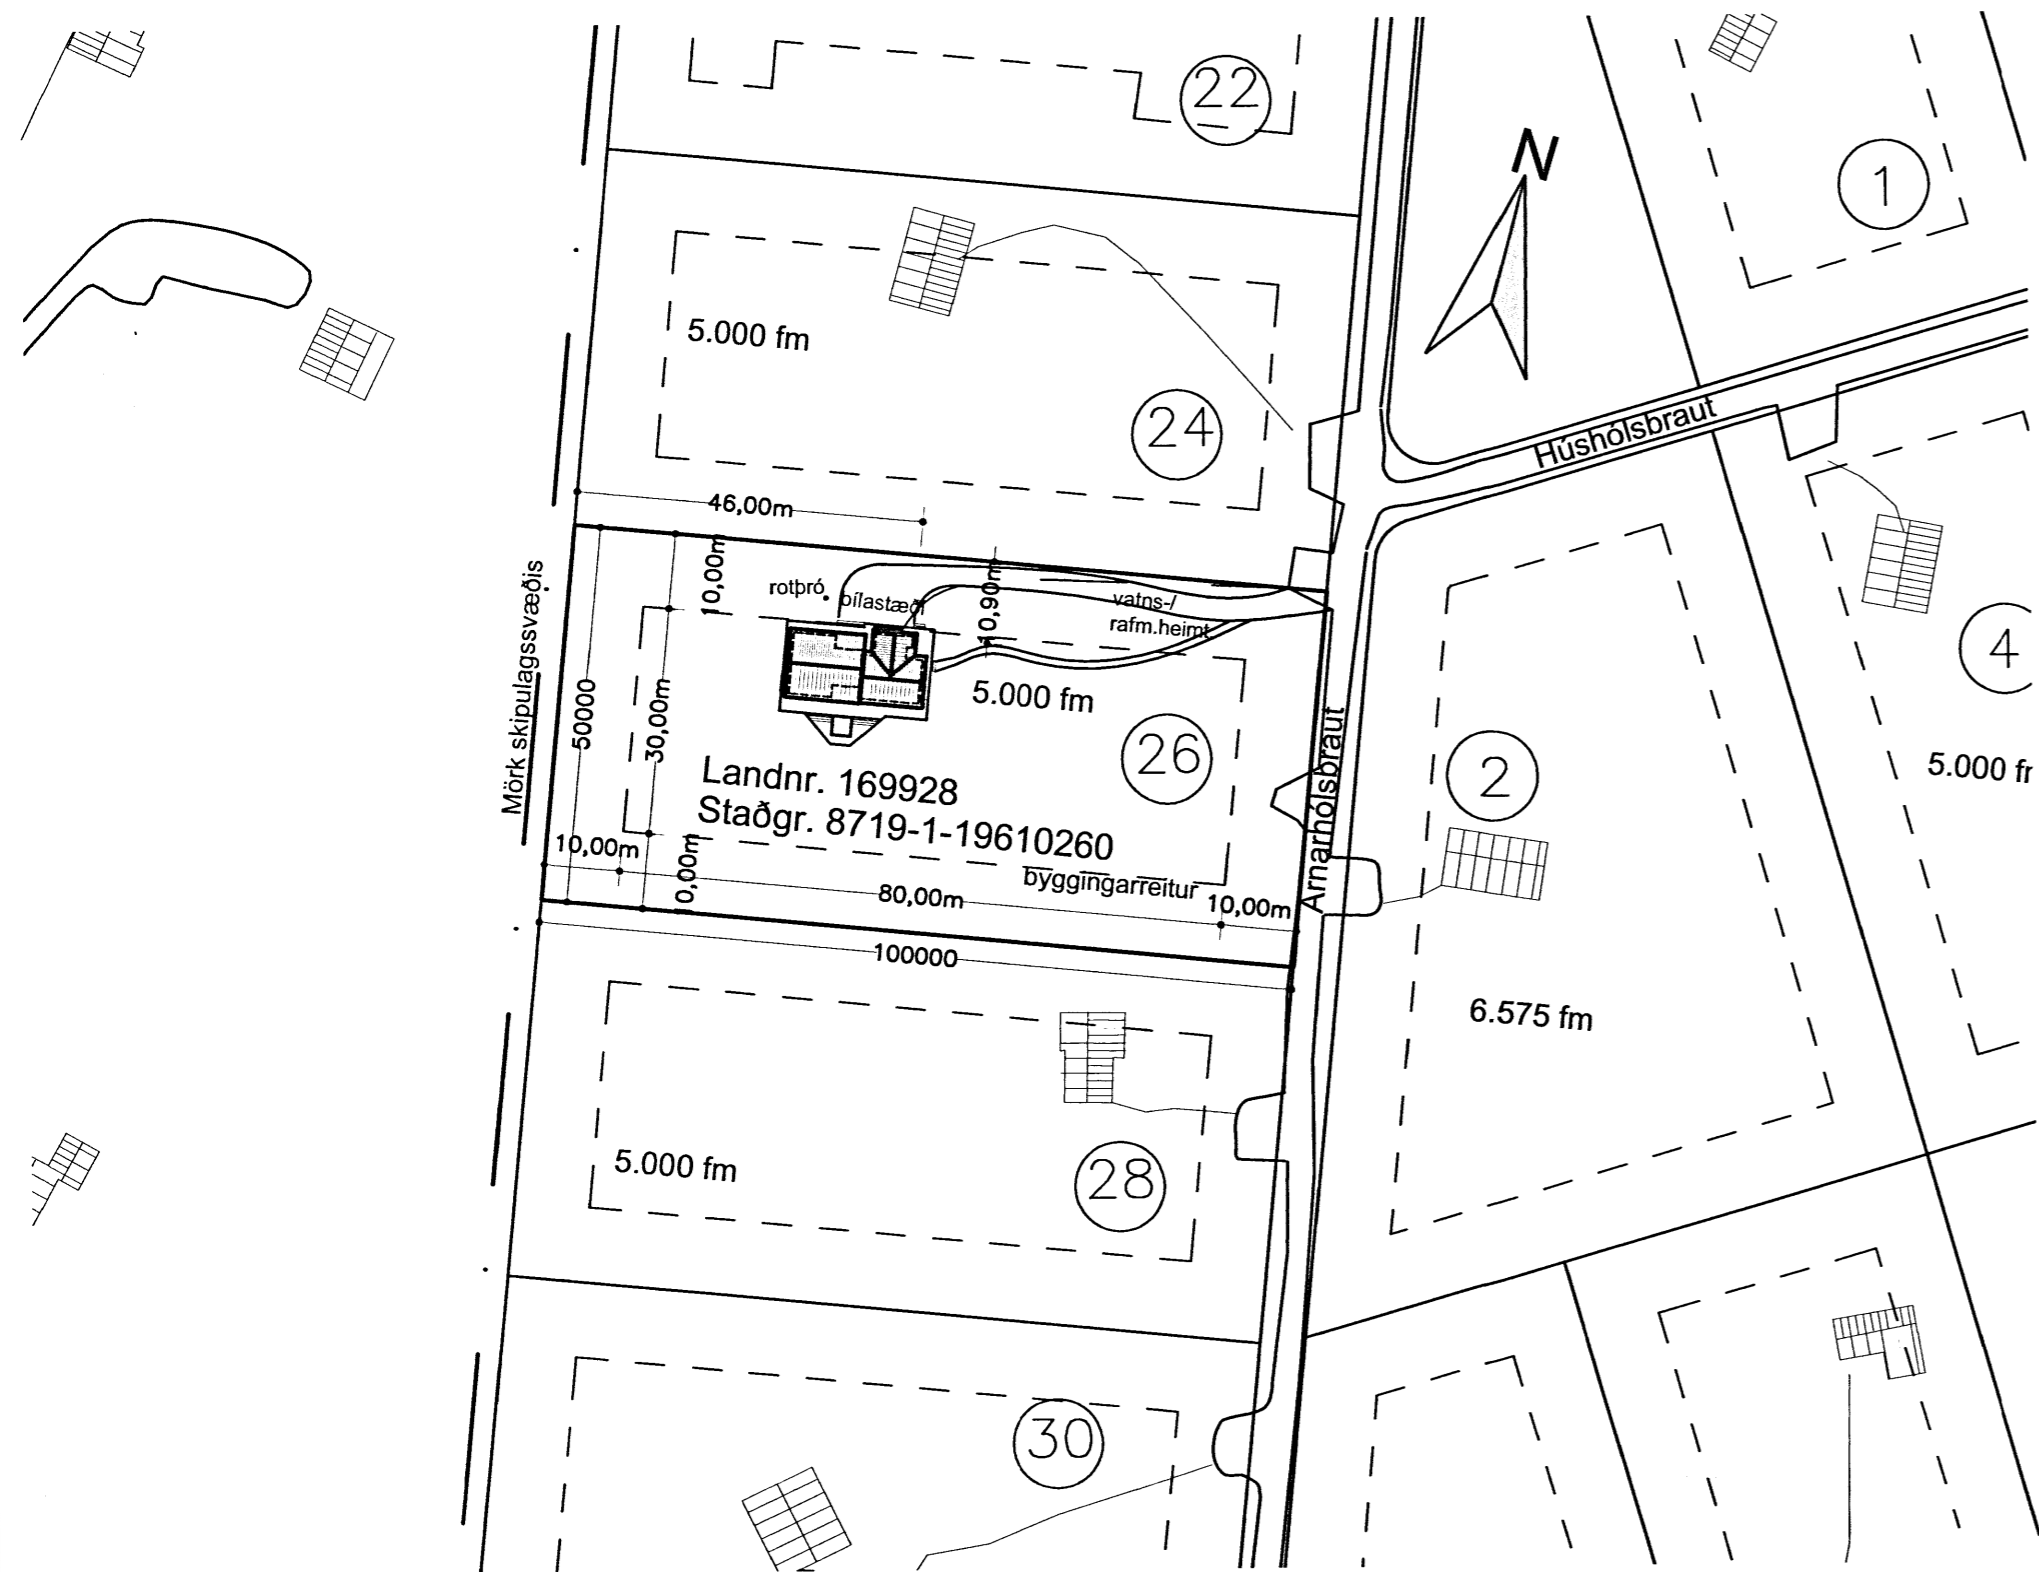 22
N
1
5.000 fm
24
Húshólsbraut
46,00m
10,00m
10,90m
rotþró
bílastæði
vatns-/
rafm.heimt.
Mörk skipulagssvæðis
50000
30,00m
5.000 fm
26
Landnr. 169928
Staðgr. 8719-1-19610260
byggingarreitur
10,00m
10,00m
80,00m
10,00m
100000
Arnarhólsbraut
2
4
5.000 fr
6.575 fm
5.000 fm
28
30